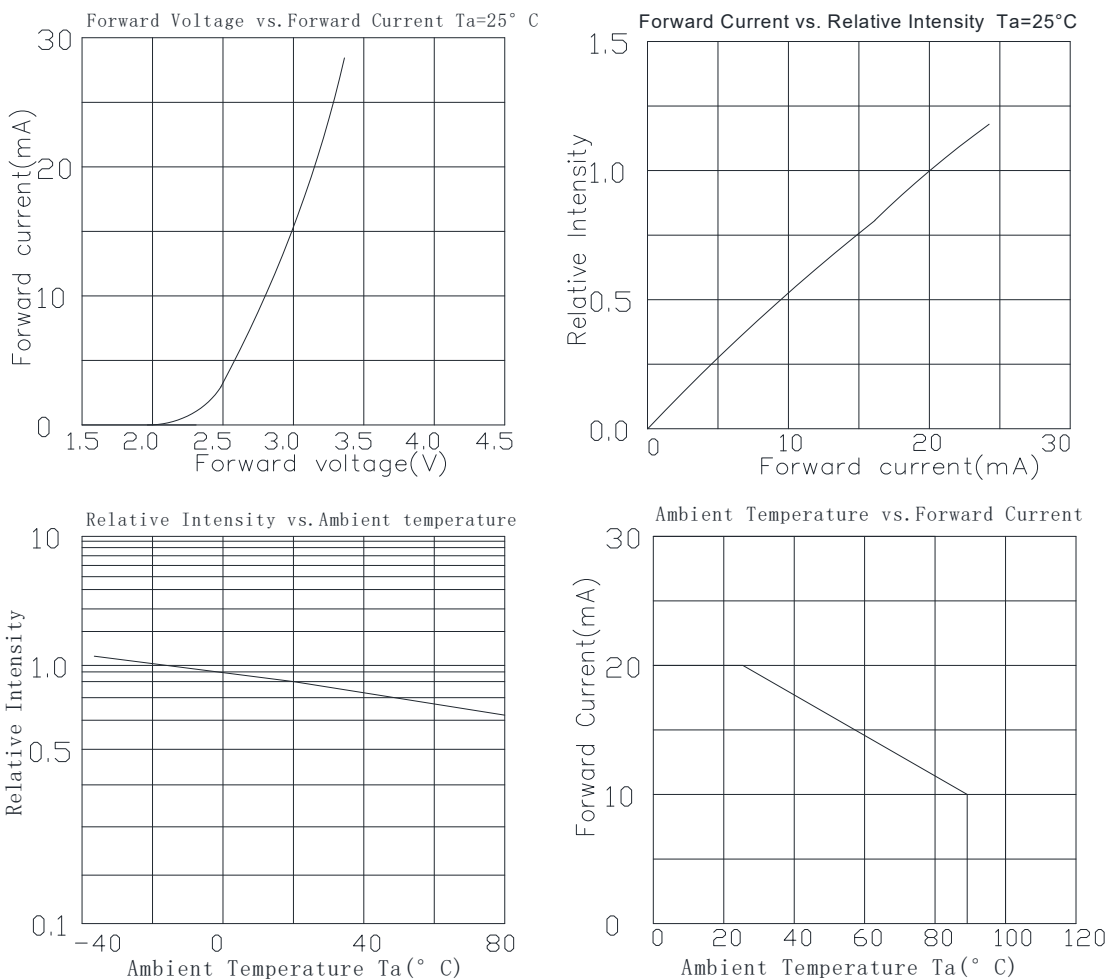 Forward Voltage vs.Forward Current Ta=25° C
30
20
10
0
Forward current(mA)
1.5 2.0 2.5 3.0 3.5 4.0 4.5
Forward voltage(V)
Forward Current vs. Relative Intensity Ta=25°C
1.5
1.0
0.5
0.0
Relative Intensity
0 10 20 30
Forward current(mA)
Relative Intensity vs.Ambient temperature
10
1.0
0.5
0.1
Relative Intensity
-40 0 40 80
Ambient Temperature Ta(° C)
Ambient Temperature vs.Forward Current
30
20
10
0
Forward Current(mA)
0 20 40 60 80 100 120
Ambient Temperature Ta(° C)